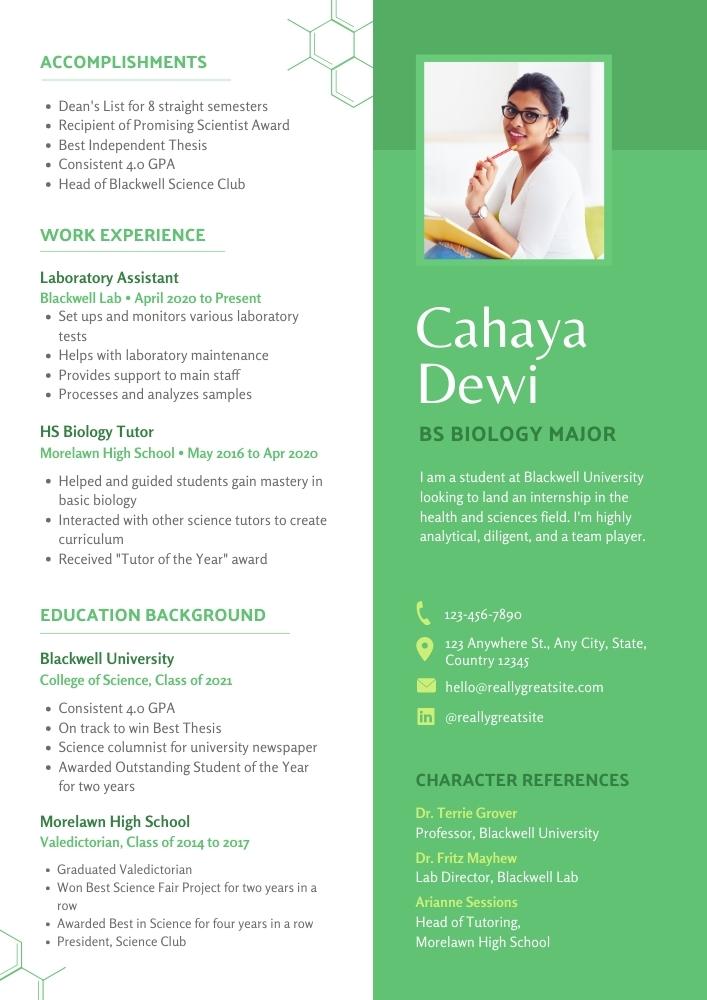 ACCOMPLISHMENTS
• Dean's List for 8 straight semesters
• Recipient of Promising Scientist Award
• Best Independent Thesis
• Consistent 4.0 GPA
• Head of Blackwell Science Club
WORK EXPERIENCE
Laboratory Assistant
Blackwell Lab • April 2020 to Present
• Set ups and monitors various laboratory
tests
• Helps with laboratory maintenance
• Provides support to main staff
• Processes and analyzes samples
HS Biology Tutor
Morelawn High School • May 2016 to Apr 2020
• Helped and guided students gain mastery in
basic biology
• Interacted with other science tutors to create
curriculum
• Received "Tutor of the Year" award
EDUCATION BACKGROUND
Blackwell University
College of Science, Class of 2021
• Consistent 4.0 GPA
• On track to win Best Thesis
• Science columnist for university newspaper
• Awarded Outstanding Student of the Year
for two years
Morelawn High School
Valedictorian, Class of 2014 to 2017
• Graduated Valedictorian
• Won Best Science Fair Project for two years in a
row
• Awarded Best in Science for four years in a row
• President, Science Club
Cahaya
Dewi
BS BIOLOGY MAJOR
I am a student at Blackwell University
looking to land an internship in the
health and sciences field. I'm highly
analytical, diligent, and a team player.
123-456-7890
123 Anywhere St., Any City, State,
Country 12345
hello@reallygreatsite.com
in @reallygreatsite
CHARACTER REFERENCES
Dr. Terrie Grover
Professor, Blackwell University
Dr. Fritz Mayhew
Lab Director, Blackwell Lab
Arianne Sessions
Head of Tutoring,
Morelawn High School